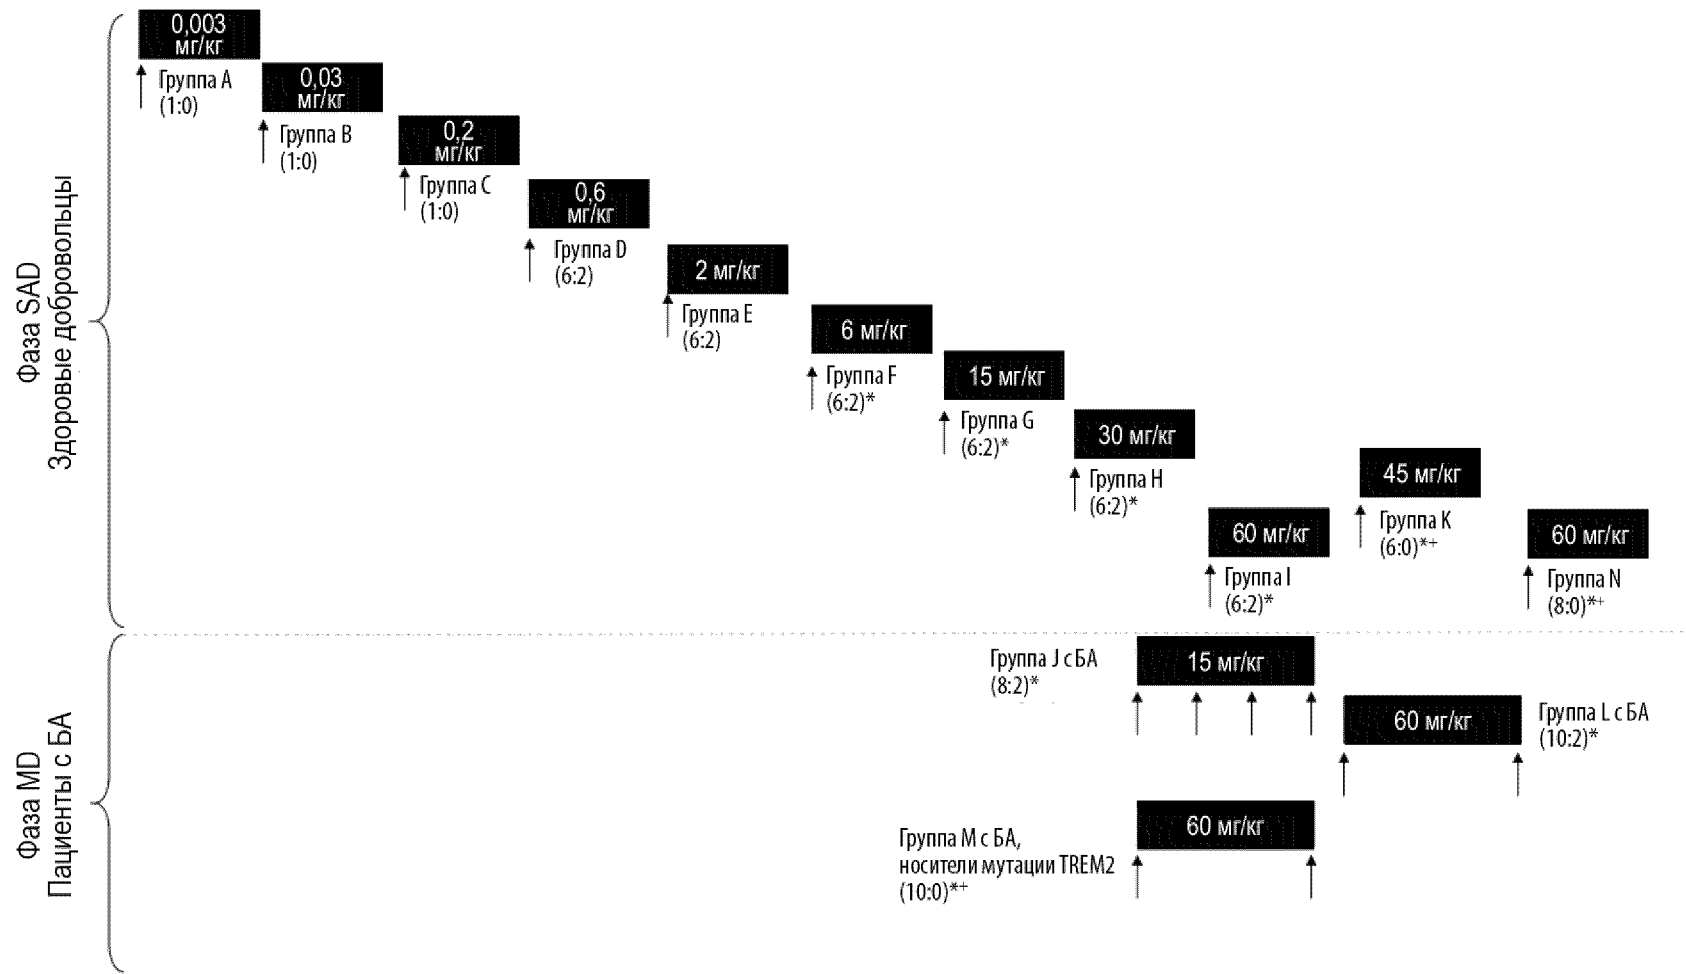 0,003
мг/кг
Группа A
(1:0)
0,03
мг/кг
Группа B
(1:0)
0,2
мг/кг
Группа C
(1:0)
0,6
мг/кг
Группа D
(6:2)
2 мг/кг
Группа E
(6:2)
6 мг/кг
Группа F
(6:2)*
15 мг/кг
Группа G
(6:2)*
30 мг/кг
Группа H
(6:2)*
60 мг/кг
Группа I
(6:2)*
45 мг/кг
Группа K
(6:0)*+
60 мг/кг
Группа N
(8:0)*+
Фаза SAD
Здоровые добровольцы
Группа J с БА
(8:2)*
15 мг/кг
60 мг/кг
Группа L с БА
(10:2)*
60 мг/кг
Группа M с БА,
носители мутации TREM2
(10:0)*+
Фаза MD
Пациенты с БА